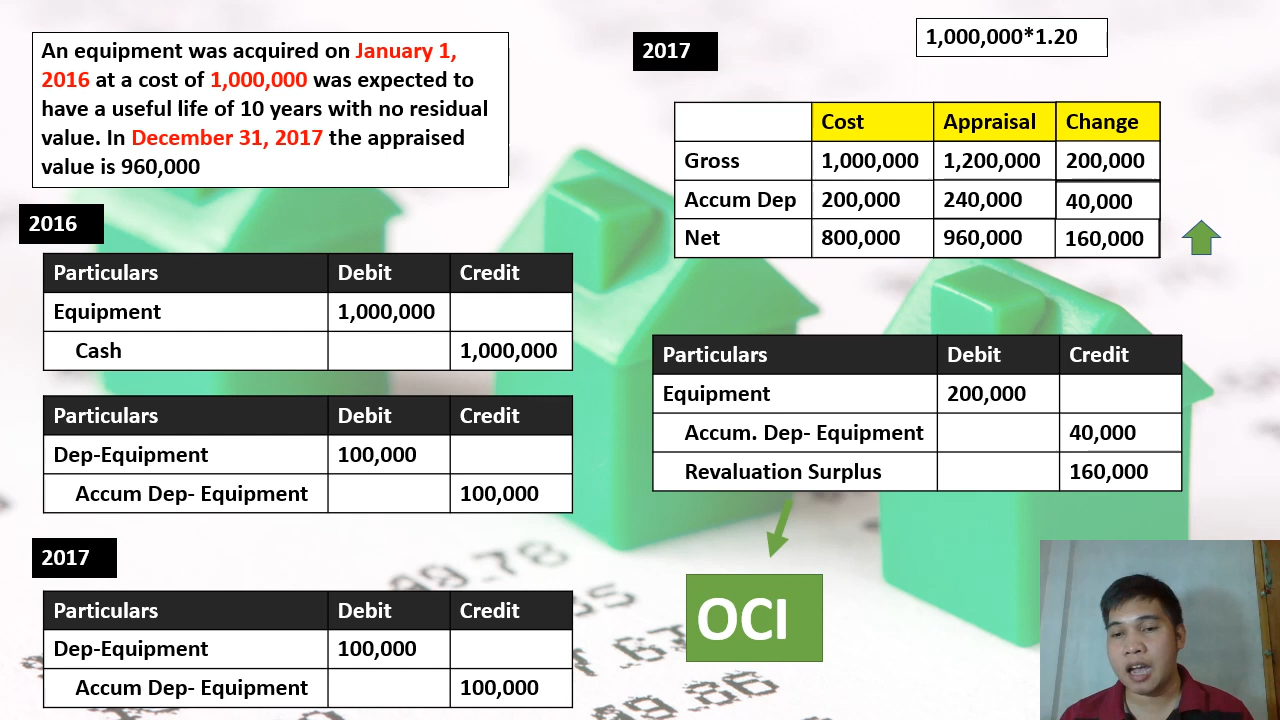 An equipment was acquired on January 1,
2016 at a cost of 1,000,000 was expected to
have a useful life of 10 years with no residual
value. In December 31, 2017 the appraised
value is 960,000
2016
Particulars Debit Credit
Equipment 1,000,000
Cash 1,000,000
Particulars Debit Credit
Dep-Equipment 100,000
Accum Dep- Equipment 100,000
2017
Particulars Debit Credit
Dep-Equipment 100,000
Accum Dep- Equipment 100,000
2017
1,000,000*1.20
Cost Appraisal Change
Gross 1,000,000 1,200,000 200,000
Accum Dep 200,000 240,000 40,000
Net 800,000 960,000 160,000
Particulars Debit Credit
Equipment 200,000
Accum. Dep- Equipment 40,000
Revaluation Surplus 160,000
OCI
99.78
99.86